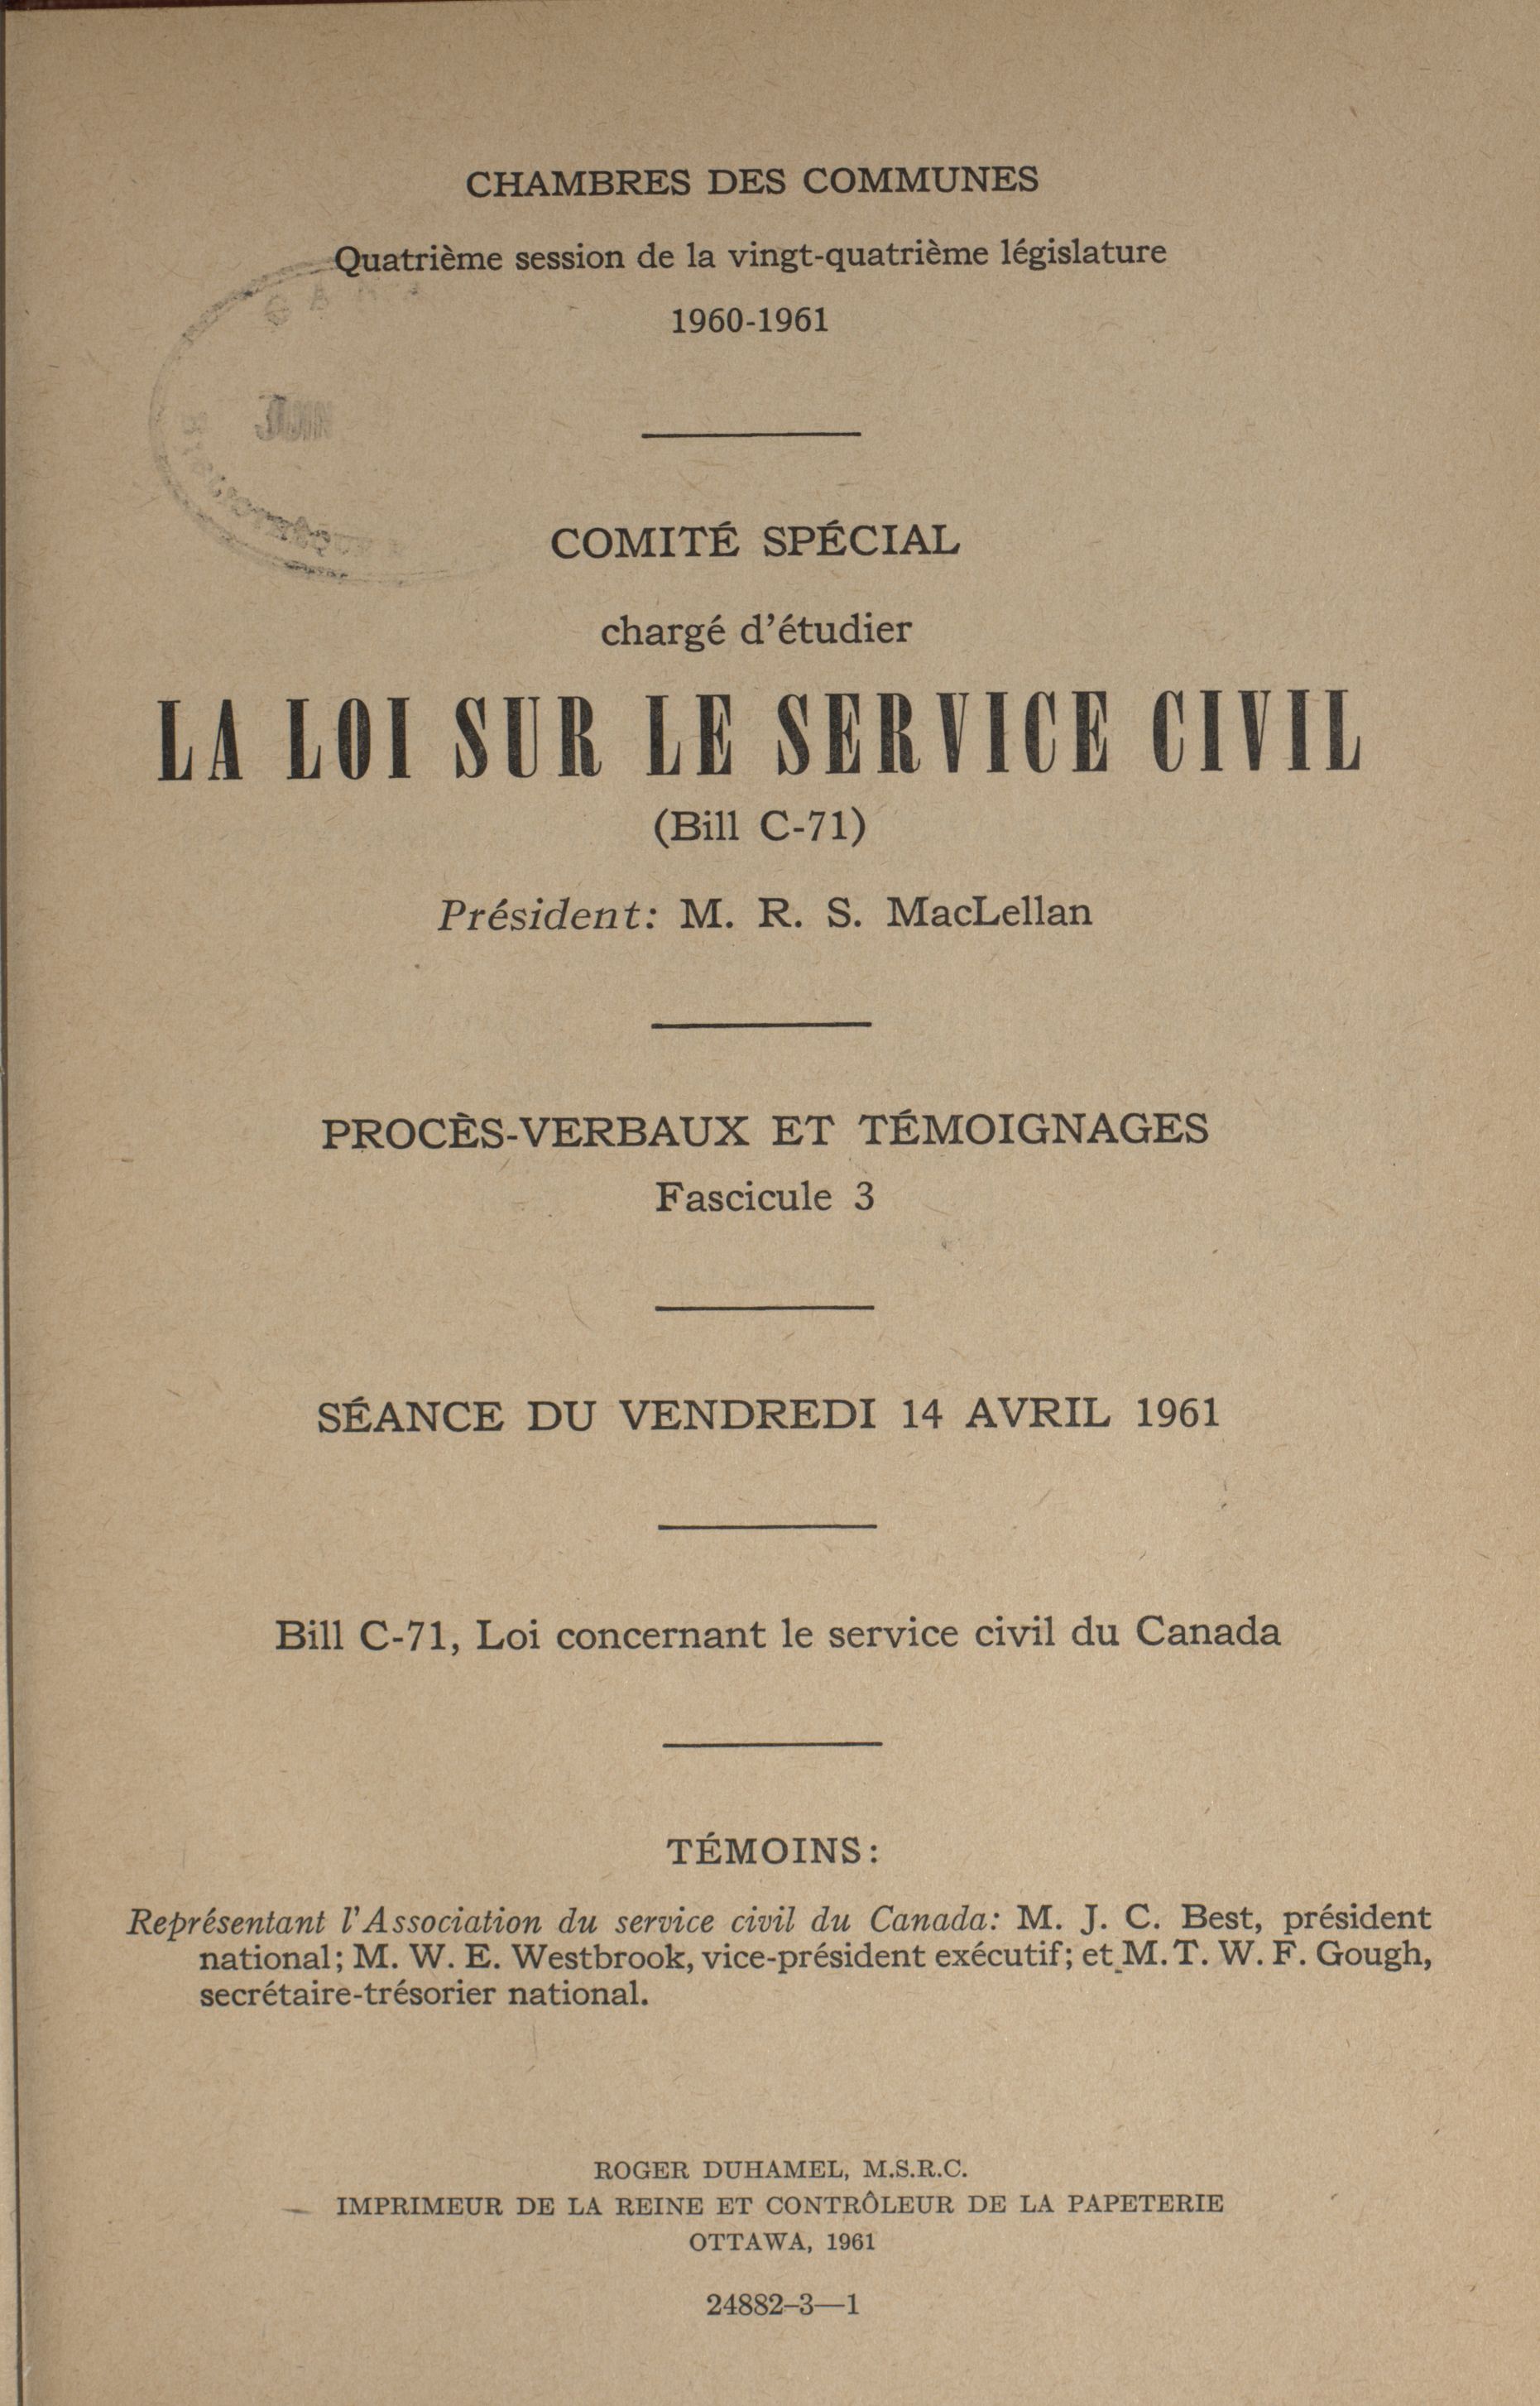 CHAMBRES DES COMMUNES
Quatrième session de la vingt-quatrième législature
1960-1961
COMITÉ SPÉCIAL
chargé d'étudier
LA LOI SUR LE SERVICE CIVIL
(Bill C-71)
Président: M. R. S. MacLellan
PROCÈS-VERBAUX ET TÉMOIGNAGES
Fascicule 3
SÉANCE DU VENDREDI 14 AVRIL 1961
Bill C-71, Loi concernant le service civil du Canada
TÉMOINS:
Représentant l'Association du service civil du Canada: M. J. C. Best, président
national; M. W. E. Westbrook, vice-président exécutif; et M. T. W. F. Gough,
secrétaire-trésorier national.
ROGER DUHAMEL, M.S.R.C.
IMPRIMEUR DE LA REINE ET CONTRÔLEUR DE LA PAPETERIE
OTTAWA, 1961
24882–3—1